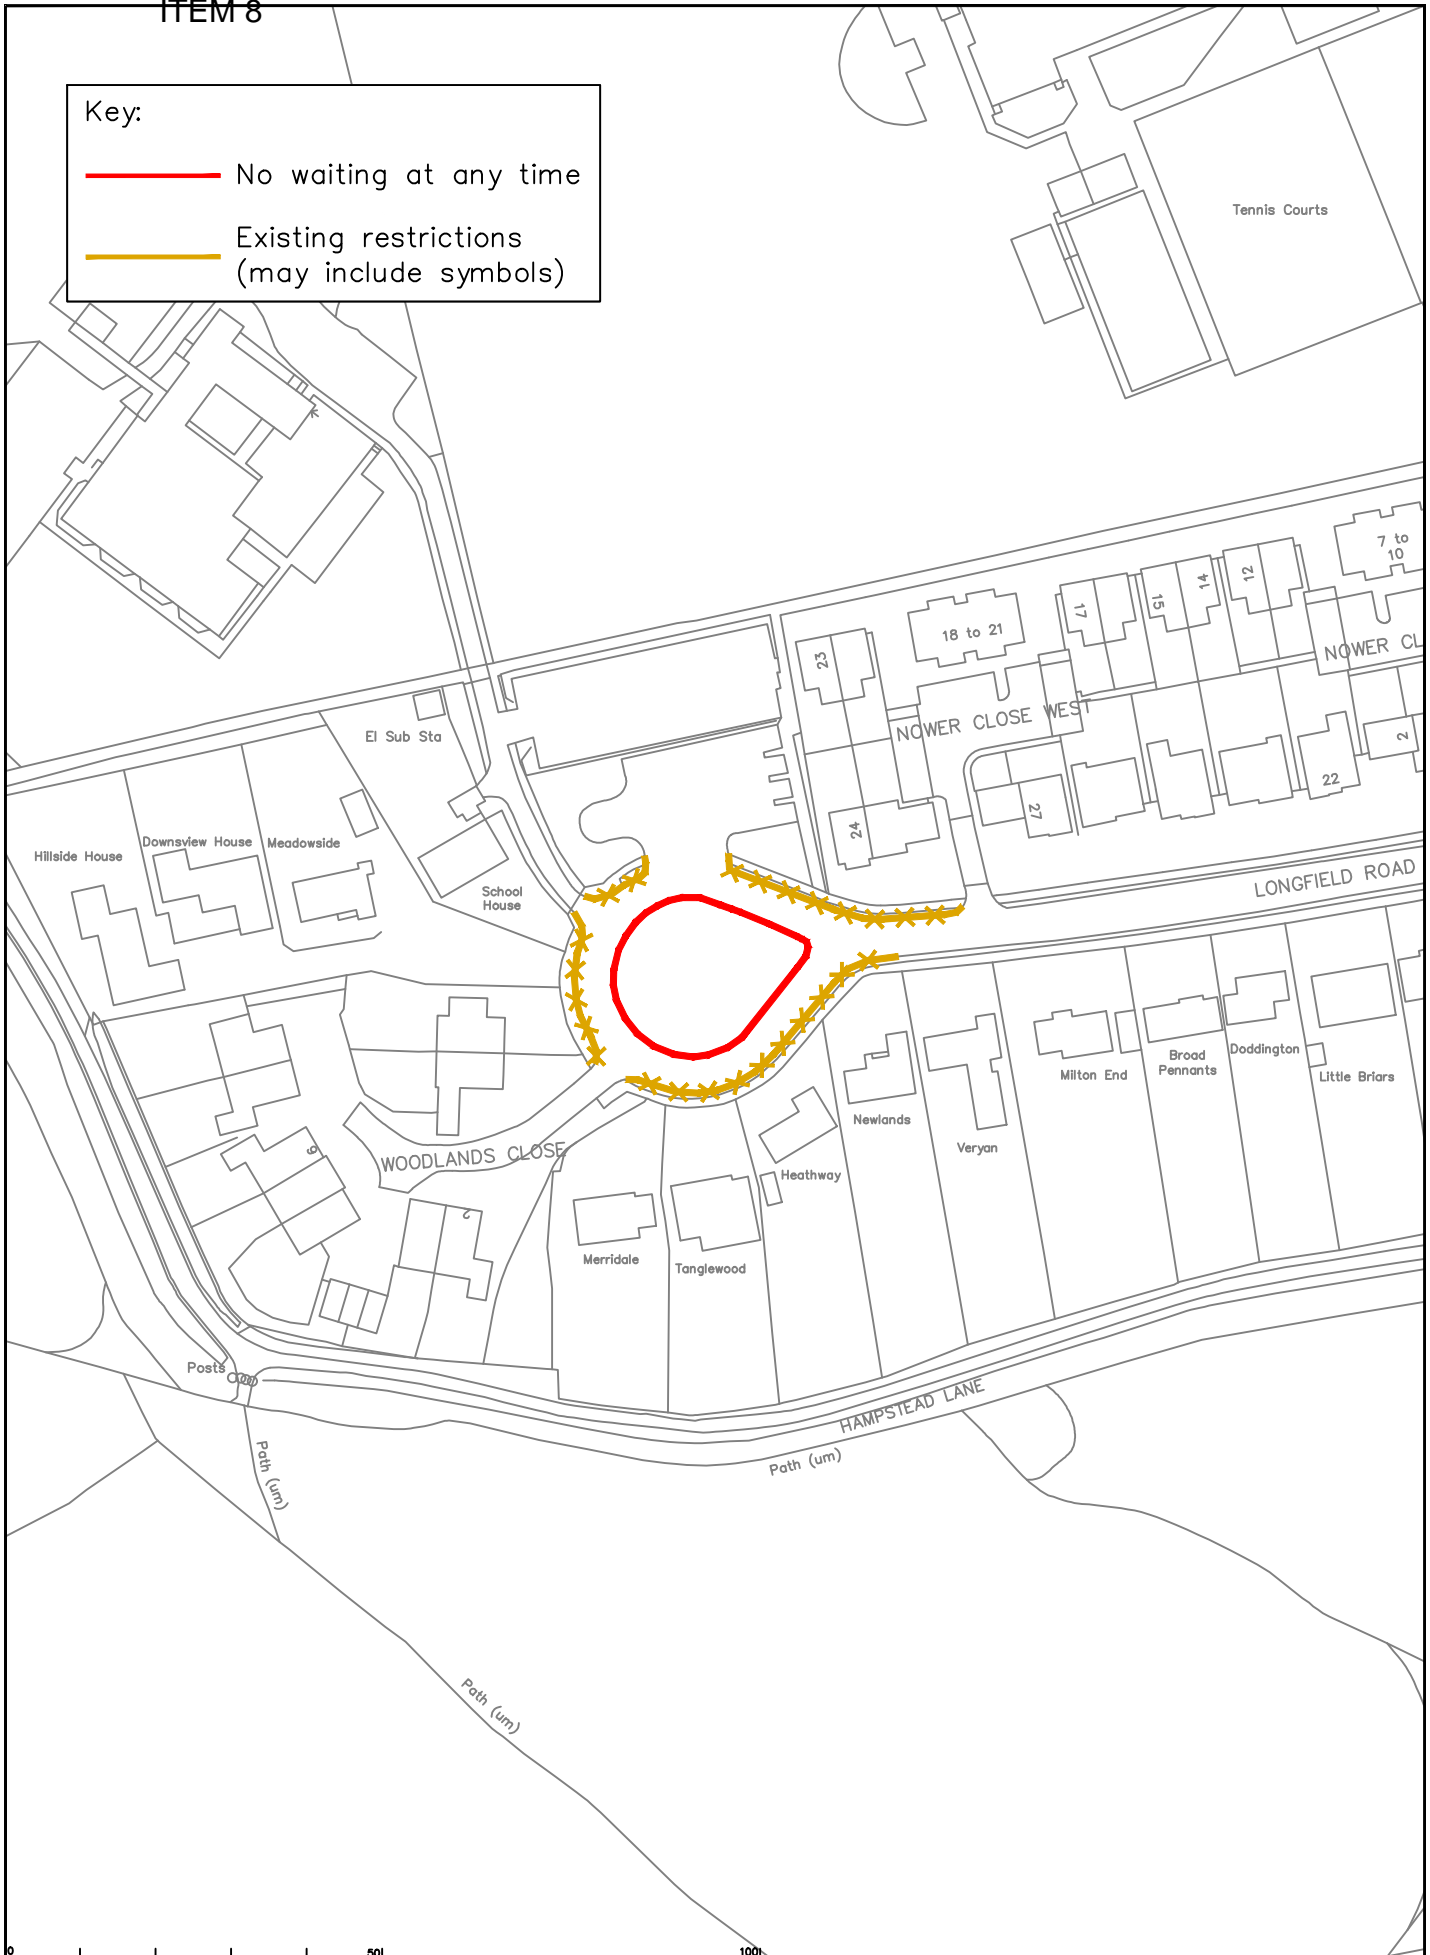 ITEM 8
Key:
No waiting at any time
Existing restrictions
(may include symbols)
Tennis Courts
7 to
10
12
14
15
17
18 to 21
23
NOWER CL
NOWER CLOSE WEST
El Sub Sta
2
22
27
24
Hillside House
Downsview House
Meadowside
School
House
LONGFIELD ROAD
Milton End
Broad
Pennants
Doddington
Little Briars
Newlands
Veryan
Heathway
WOODLANDS CLOSE
9
2
Merridale
Tanglewood
Posts
HAMPSTEAD LANE
Path (um)
Path (um)
Path (um)
0
50
100